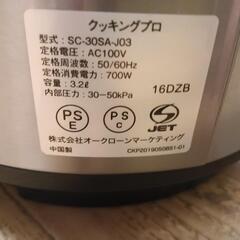 クッキングプロ
型式：SC-30SA-J03
定格電圧：AC100V
定格周波数：50/60Hz
定格消費電力：700W
容量：3.2ℓ
内部圧力：30-50kPa
16DZB
PS
E
PS
C
S
JET
株式会社オークローンマーケティング
中国製
CKP2019050851-01